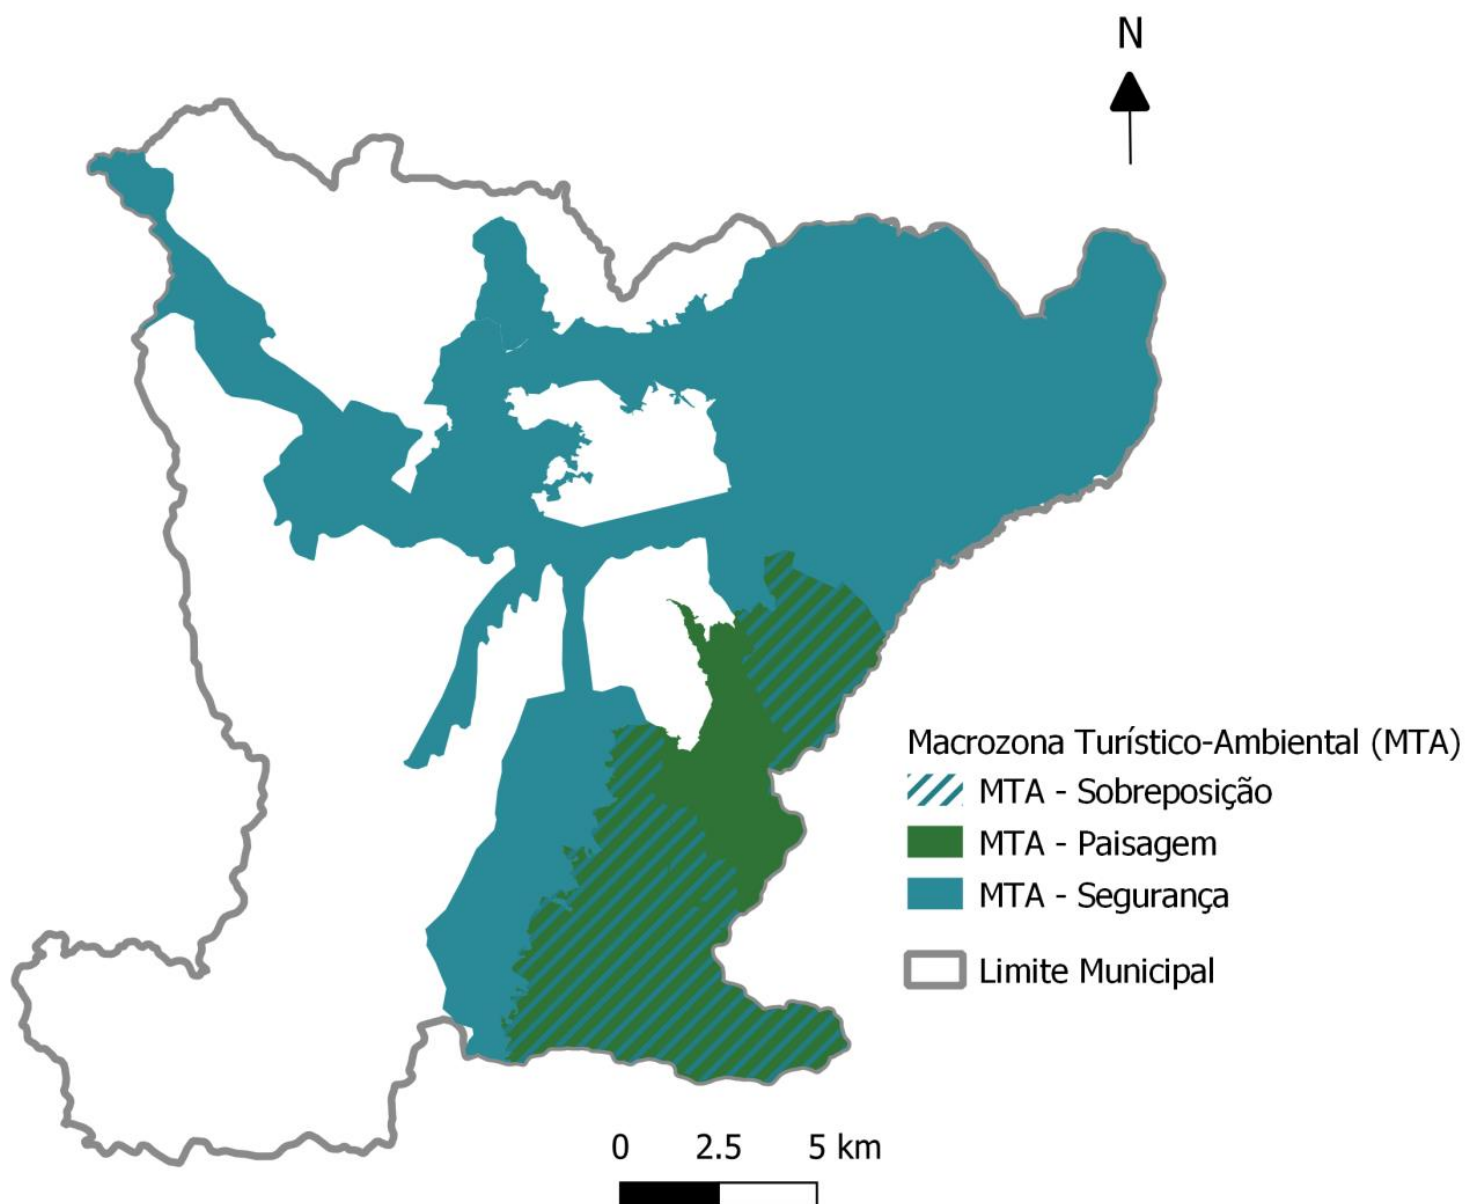 N
Macrozona Turístico-Ambiental (MTA)
MTA - Sobreposição
MTA - Paisagem
MTA - Segurança
Limite Municipal
0 2.5 5 km